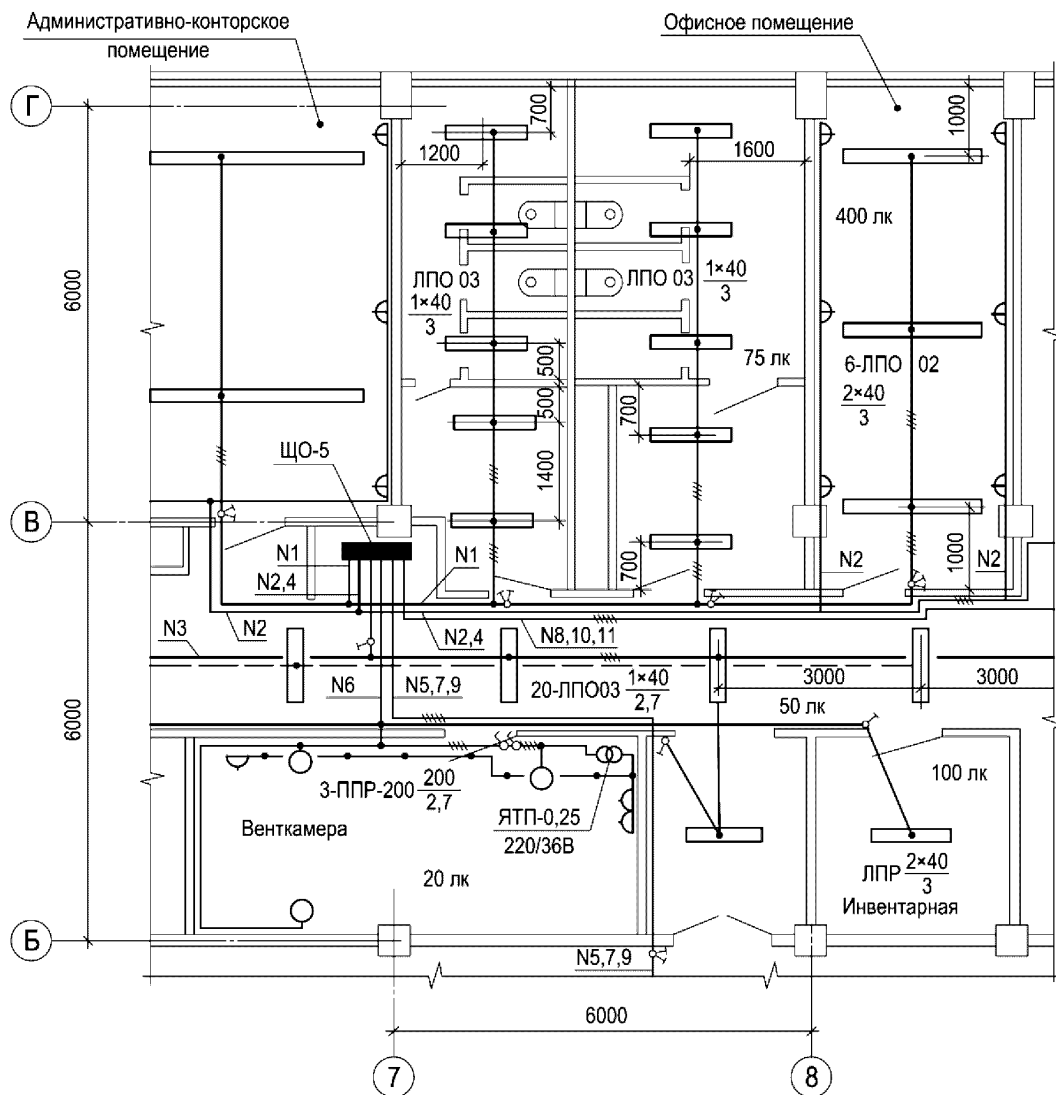 Административно-конторское
помещение
Офисное помещение
Г
700
1000
1200
1600
400 лк
6000
ЛПО 03
1×40
3
ЛПО 03
1×40
3
75 лк
6-ЛПО 02
2×40
3
500
500
700
1400
ЩО-5
В
N1
N1
N2,4
700
N2
1000
N2
N2
N2,4
N8,10,11
N3
N6
N5,7,9
20-ЛПО03
1×40
2,7
3000
3000
50 лк
6000
3-ППР-200
200
2,7
100 лк
ЯТП-0,25
220/36В
Венткамера
20 лк
ЛПР
2×40
3
Инвентарная
Б
N5,7,9
6000
7
8